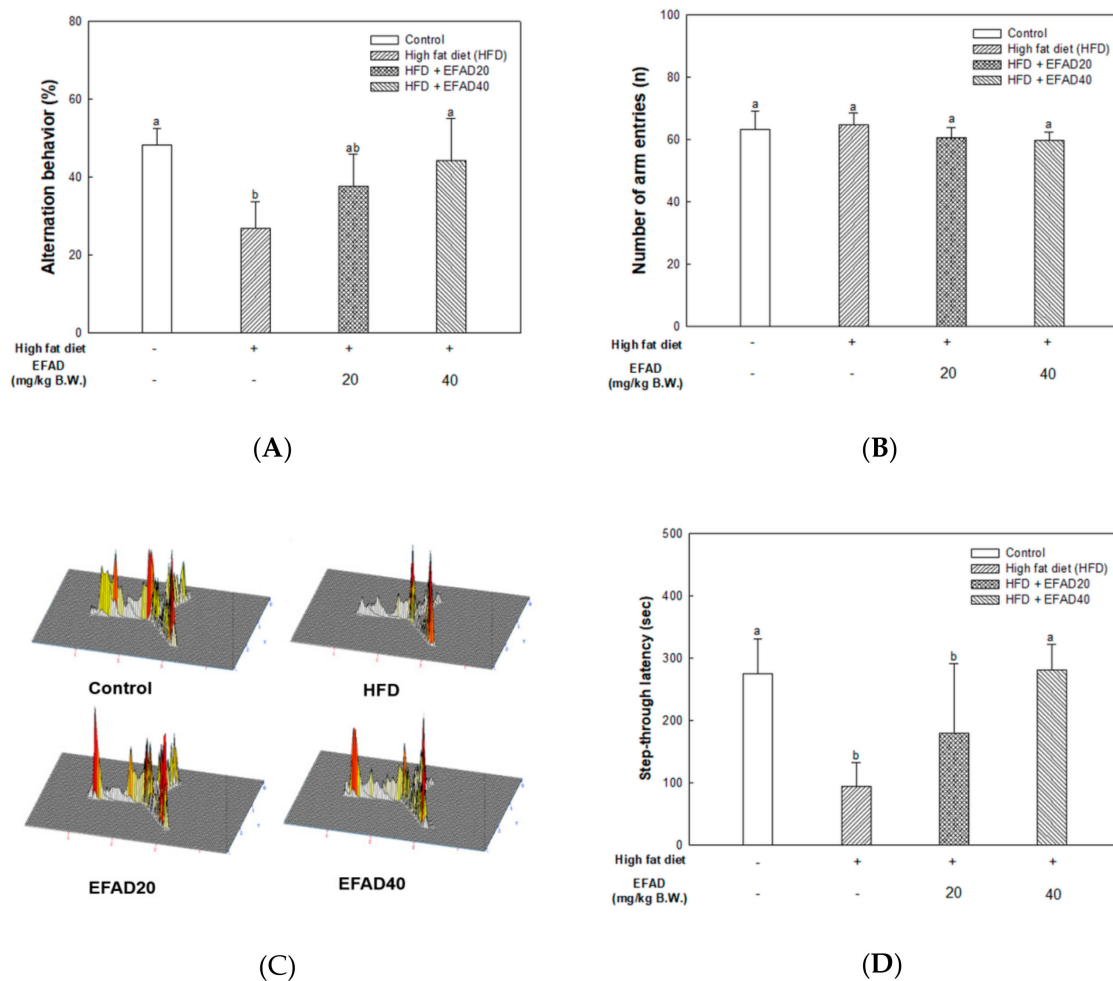 80
60
40
20
0
Alternation behavior (%)
Control
High fat diet (HFD)
HFD + EFAD20
HFD + EFAD40
a
b
ab
a
High fat diet - + + +
EFAD
(mg/kg B.W.) - - 20 40
(A)
100
80
60
40
20
0
Number of arm entries (n)
Control
High fat diet (HFD)
HFD + EFAD20
HFD + EFAD40
a
a
a
a
High fat diet - + + +
EFAD
(mg/kg B.W.) - - 20 40
(B)
Control
HFD
EFAD20
EFAD40
(C)
500
400
300
200
100
0
Step-through latency (sec)
Control
High fat diet (HFD)
HFD + EFAD20
HFD + EFAD40
a
b
b
a
High fat diet - + + +
EFAD
(mg/kg B.W.) - - 20 40
(D)